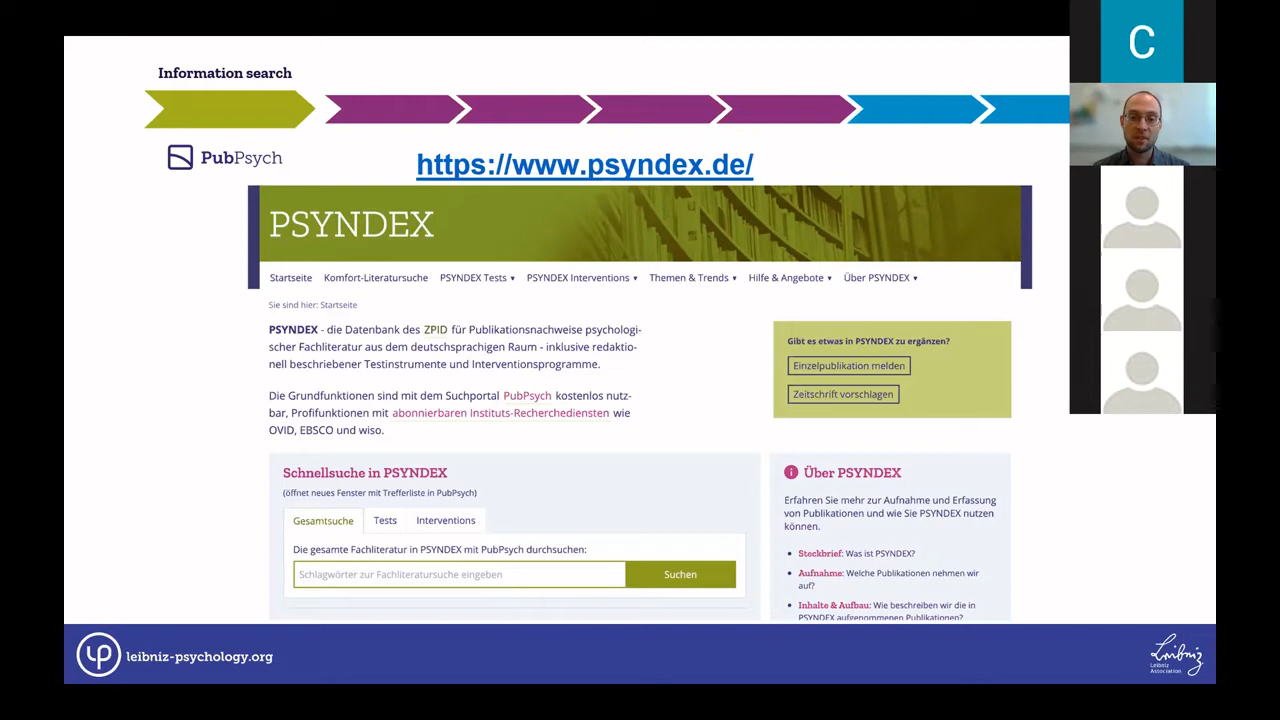 C
Information search
PubPsych
https://www.psyndex.de/
PSYNDEX
Startseite Komfort-Literatursuche PSYNDEX Tests PSYNDEX Interventions Themen & Trends Hilfe & Angebote Über PSYNDEX
Sie sind hier: Startseite
PSYNDEX - die Datenbank des ZPID für Publikationsnachweise psychologi-
scher Fachliteratur aus dem deutschsprachigen Raum - inklusive redaktio-
nell beschriebener Testinstrumente und Interventionsprogramme.
Die Grundfunktionen sind mit dem Suchportal PubPsych kostenlos nutz-
bar, Profifunktionen mit abonnierbaren Instituts-Recherchediensten wie
OVID, EBSCO und wiso.
Gibt es etwas in PSYNDEX zu ergänzen?
Einzelpublikation melden
Zeitschrift vorschlagen
Schnellsuche in PSYNDEX
(öffnet neues Fenster mit Trefferliste in PubPsych)
Gesamtsuche Tests Interventions
Die gesamte Fachliteratur in PSYNDEX mit PubPsych durchsuchen:
Schlagwörter zur Fachliteratursuche eingeben Suchen
Über PSYNDEX
Erfahren Sie mehr zur Aufnahme und Erfassung
von Publikationen und wie Sie PSYNDEX nutzen
können.
Steckbrief: Was ist PSYNDEX?
Aufnahme: Welche Publikationen nehmen wir
auf?
Inhalte & Aufbau: Wie beschreiben wir die in
PSYNDEX aufgenommenen Publikationen?
leibniz-psychology.org
Leibniz
Leibniz
Association